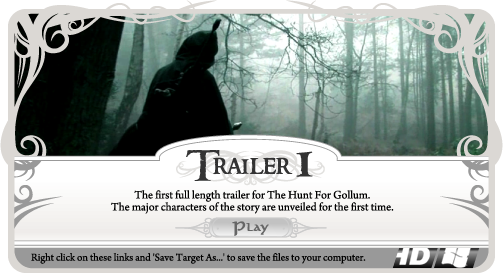 TRAILER I
The first full length trailer for The Hunt For Gollum.
The major characters of the story are unveiled for the first time.
PLAY
Right click on these links and 'Save Target As...' to save the files to your computer.
HD